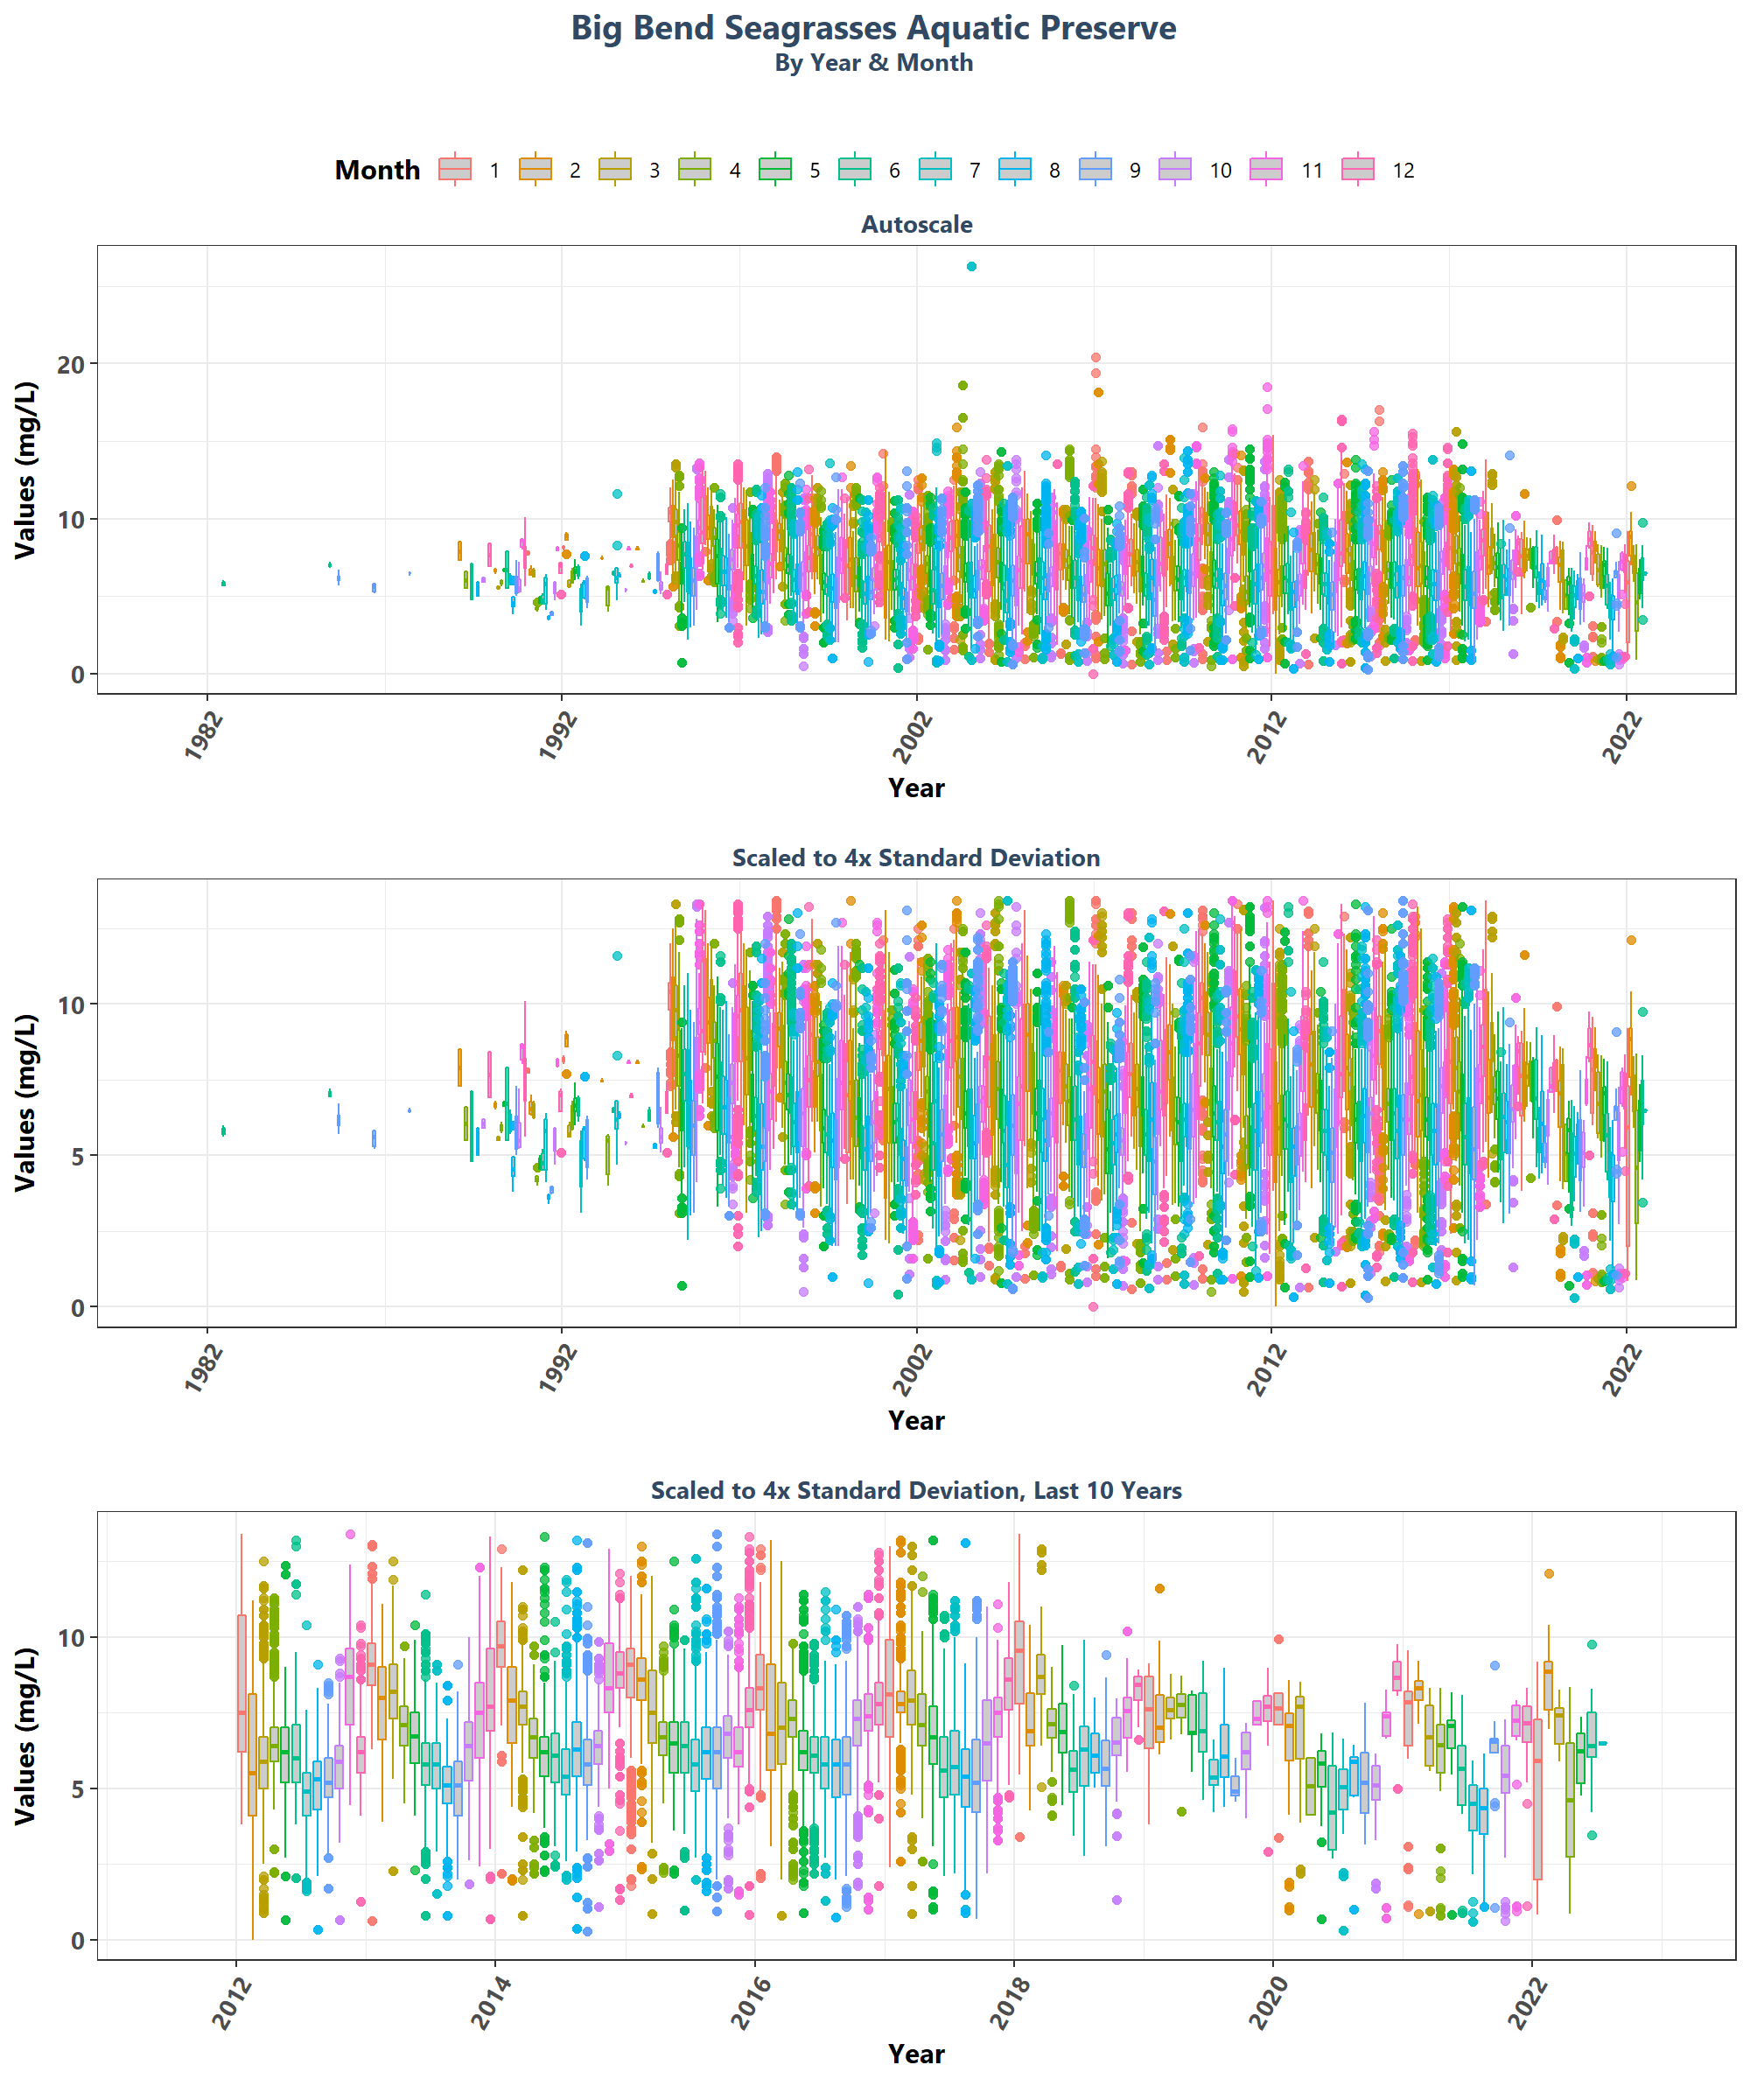 Big Bend Seagrasses Aquatic Preserve
By Year & Month
Month 1 2 3 4 5 6 7 8 9 10 11 12
Autoscale
Values (mg/L)
20
10
0
1982 1992 2002 2012 2022
Year
Scaled to 4x Standard Deviation
Values (mg/L)
10
5
0
1982 1992 2002 2012 2022
Year
Scaled to 4x Standard Deviation, Last 10 Years
Values (mg/L)
10
5
0
2012 2014 2016 2018 2020 2022
Year